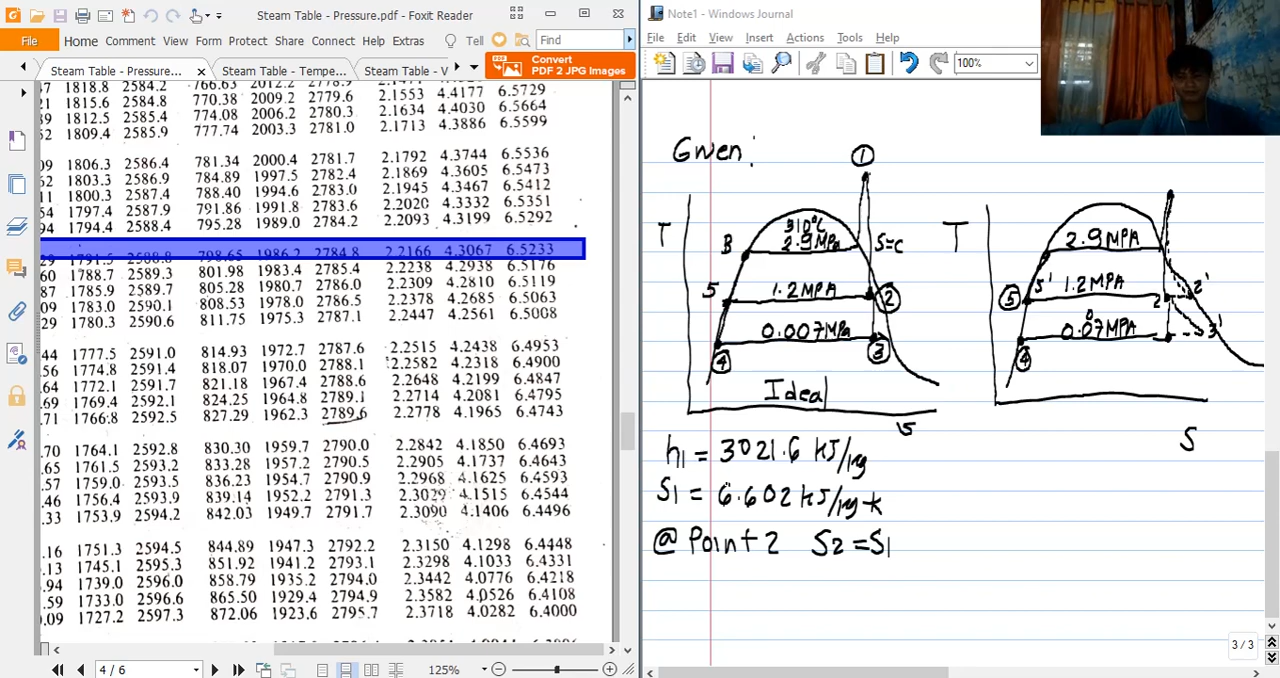 Steam Table - Pressure.pdf - Foxit Reader
File Home Comment View Form Protect Share Connect Help Extras Tell Find
Steam Table - Pressure... Steam Table - Tempe... Steam Table - V
Convert
PDF 2 JPG Images
1818.8 2584.2 766.63 2012.2 2778.9 2.1471
1815.6 2584.8 770.38 2009.2 2779.6 2.1553 4.4177 6.5729
1812.5 2585.4 774.08 2006.2 2780.3 2.1634 4.4030 6.5664
52 1809.4 2585.9 777.74 2003.3 2781.0 2.1713 4.3886 6.5599
09 1806.3 2586.4 781.34 2000.4 2781.7 2.1792 4.3744 6.5536
1803.3 2586.9 784.89 1997.5 2782.4 2.1869 4.3605 6.5473
11 1800.3 2587.4 788.40 1994.6 2783.0 2.1945 4.3467 6.5412
54 1797.4 2587.9 791.86 1991.8 2783.6 2.2020 4.3332 6.5351
794 1794.4 2588.4 795.28 1989.0 2784.2 2.2093 4.3199 6.5292
29 1791.5 2588.8 798.65 1986.2 2784.8 2.2166 4.3067 6.5233
60 1788.7 2589.3 801.98 1983.4 2785.4 2.2238 4.2938 6.5176
87 1785.9 2589.7 805.28 1980.7 2786.0 2.2309 4.2810 6.5119
09 1783.0 2590.1 808.53 1978.0 2786.5 2.2378 4.2685 6.5063
29 1780.3 2590.6 811.75 1975.3 2787.1 2.2447 4.2561 6.5008
44 1777.5 2591.0 814.93 1972.7 2787.6 2.2515 4.2438 6.4953
56 1774.8 2591.4 818.07 1970.0 2788.1 2.2582 4.2318 6.4900
64 1772.1 2591.7 821.18 1967.4 2788.6 2.2648 4.2199 6.4847
69 1769.4 2592.1 824.25 1964.8 2789.1 2.2714 4.2081 6.4795
71 1766.8 2592.5 827.29 1962.3 2789.6 2.2778 4.1965 6.4743
70 1764.1 2592.8 830.30 1959.7 2790.0 2.2842 4.1850 6.4693
65 1761.5 2593.2 833.28 1957.2 2790.5 2.2905 4.1737 6.4643
57 1759.0 2593.5 836.23 1954.7 2790.9 2.2968 4.1625 6.4593
46 1756.4 2593.9 839.14 1952.2 2791.3 2.3029 4.1515 6.4544
33 1753.9 2594.2 842.03 1949.7 2791.7 2.3090 4.1406 6.4496
.16 1751.3 2594.5 844.89 1947.3 2792.2 2.3150 4.1298 6.4448
.13 1745.1 2595.3 851.92 1941.2 2793.1 2.3298 4.1033 6.4331
.94 1739.0 2596.0 858.79 1935.2 2794.0 2.3442 4.0776 6.4218
.59 1733.0 2596.6 865.50 1929.4 2794.9 2.3582 4.0526 6.4108
.09 1727.2 2597.3 872.06 1923.6 2795.7 2.3718 4.0282 6.4000
4 / 6
125%
Note1 - Windows Journal
File Edit View Insert Actions Tools Help
100%
Given:
1
T 310°C
B 2.9MPa S=C
5 1.2MPA 2
0.007MPa
4 3
Ideal
S
T 2.9MPA
5 5' 1.2MPA 2 2'
0.07MPA 3'
0
4
S
h1 = 3021.6 KJ/kg
S1 = 6.602 KJ/kg-K
@ Point 2 S2 = S1
3 / 3